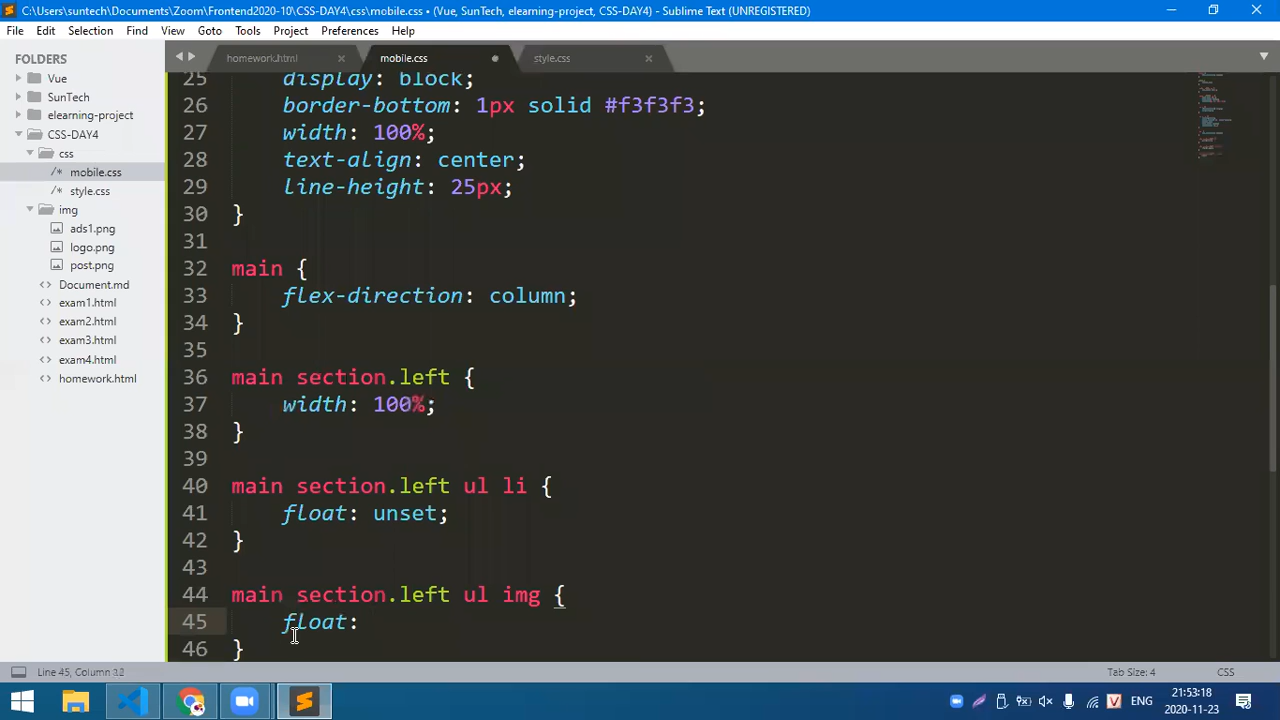 C:\Users\suntech\Documents\Zoom\Frontend2020-10\CSS-DAY4\css\mobile.css • (Vue, SunTech, elearning-project, CSS-DAY4) - Sublime Text (UNREGISTERED)
File Edit Selection Find View Goto Tools Project Preferences Help
FOLDERS
Vue
SunTech
elearning-project
CSS-DAY4
css
/* mobile.css
/* style.css
img
ads1.png
logo.png
post.png
Document.md
exam1.html
exam2.html
exam3.html
exam4.html
homework.html
homework.html mobile.css style.css
25 display: block;
26 border-bottom: 1px solid #f3f3f3;
27 width: 100%;
28 text-align: center;
29 line-height: 25px;
30 }
31
32 main {
33 flex-direction: column;
34 }
35
36 main section.left {
37 width: 100%;
38 }
39
40 main section.left ul li {
41 float: unset;
42 }
43
44 main section.left ul img {
45 float:
46 }
Line 45, Column Tab Size: 4 CSS
ENG
21:53:18
2020-11-23